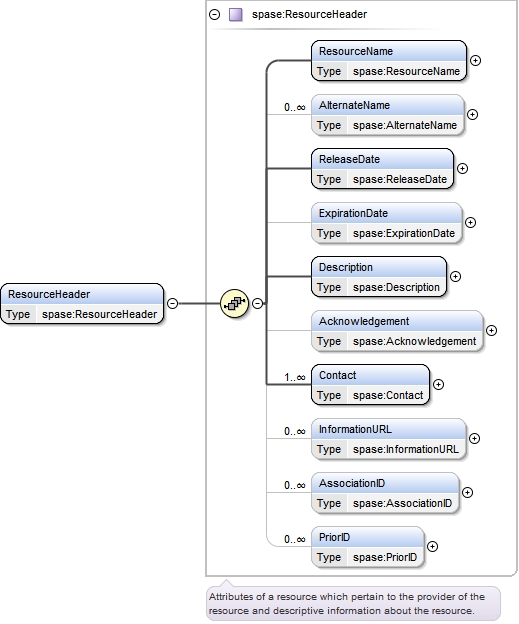 spase:ResourceHeader
ResourceName
Type spase:ResourceName
0..∞
AlternateName
Type spase:AlternateName
ReleaseDate
Type spase:ReleaseDate
ExpirationDate
Type spase:ExpirationDate
Description
Type spase:Description
ResourceHeader
Type spase:ResourceHeader
Acknowledgement
Type spase:Acknowledgement
1..∞
Contact
Type spase:Contact
0..∞
InformationURL
Type spase:InformationURL
0..∞
AssociationID
Type spase:AssociationID
0..∞
PriorID
Type spase:PriorID
Attributes of a resource which pertain to the provider of the
resource and descriptive information about the resource.